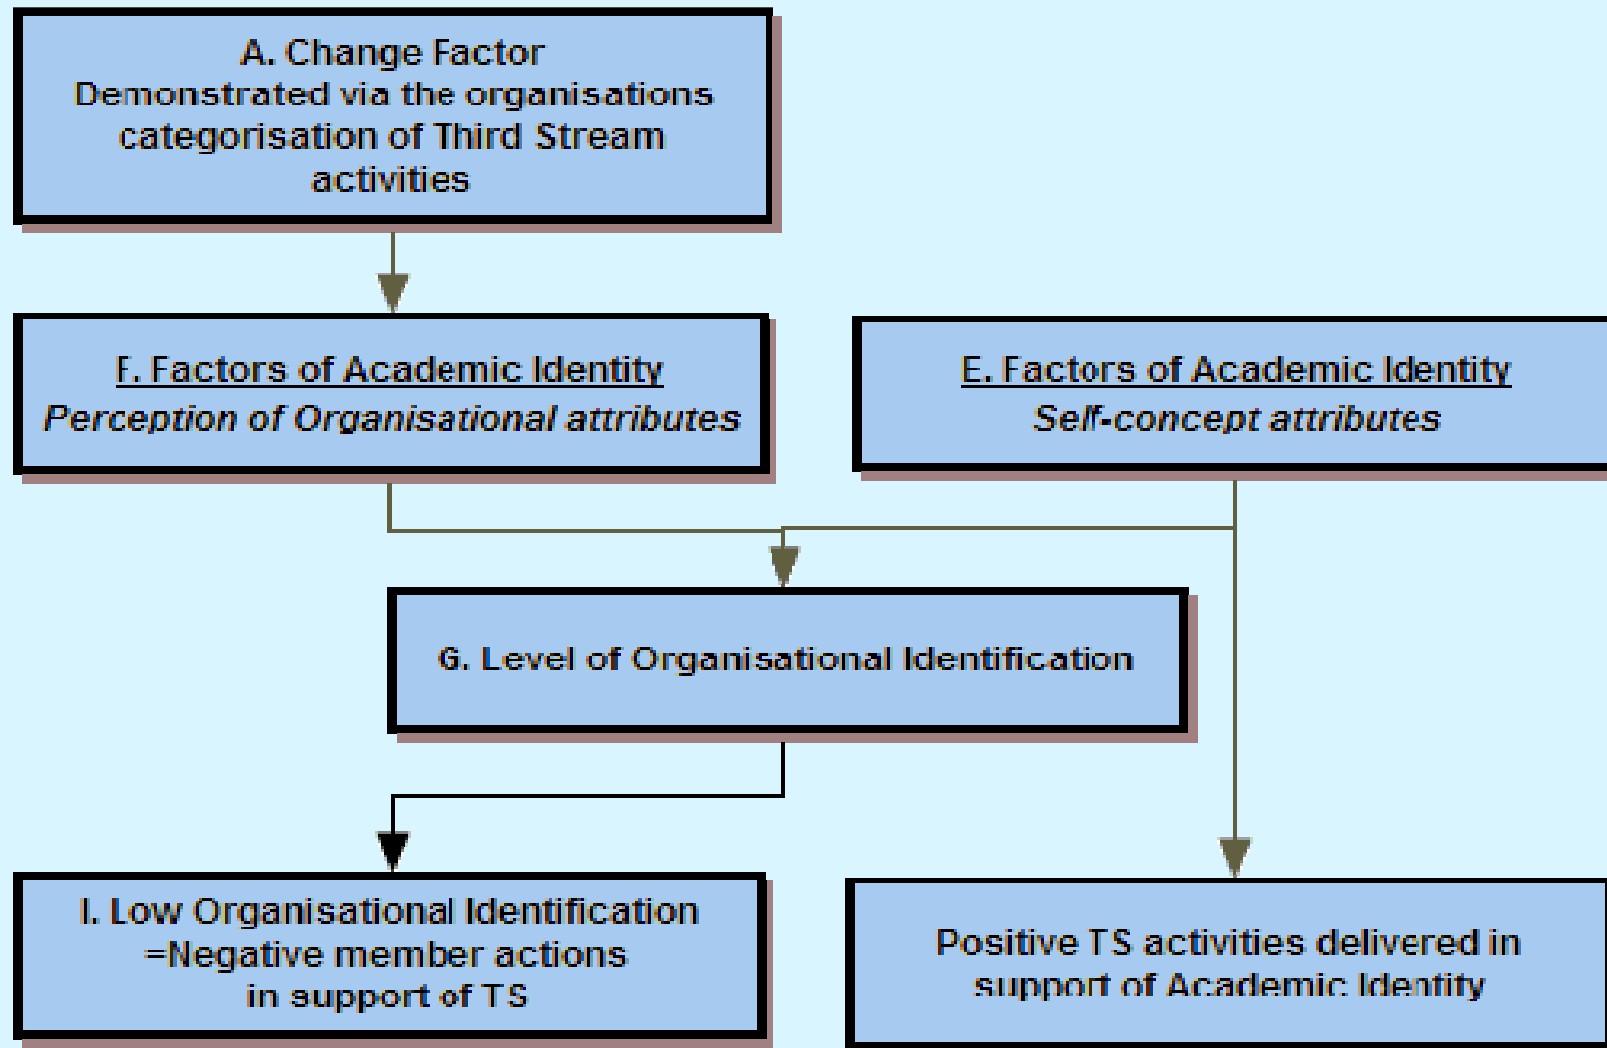 A. Change Factor
Demonstrated via the organisations
categorisation of Third Stream
activities
F. Factors of Academic Identity
Perception of Organisational attributes
E. Factors of Academic Identity
Self-concept attributes
G. Level of Organisational Identification
I. Low Organisational Identification
=Negative member actions
in support of TS
Positive TS activities delivered in
support of Academic Identity